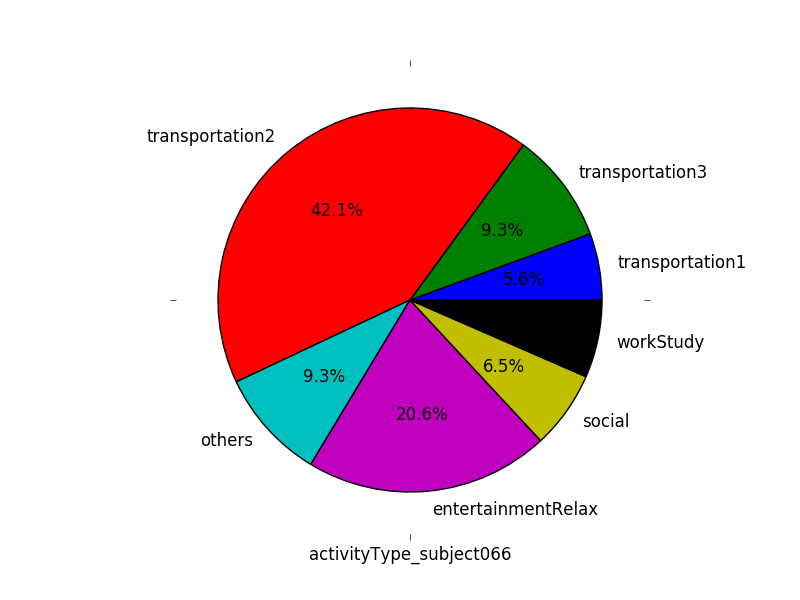 transportation2
transportation3
42.1%
9.3%
transportation1
5.6%
workStudy
6.5%
9.3%
20.6%
social
others
entertainmentRelax
activityType_subject066